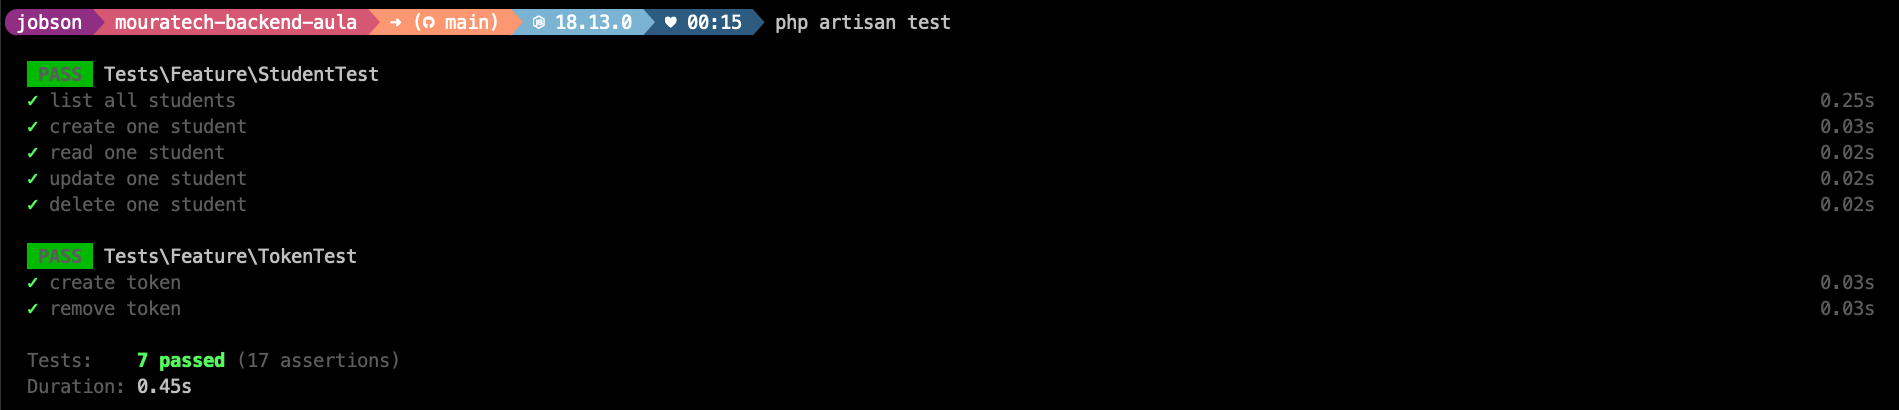 jobson mouratech-backend-aula ➜ ( main) 18.13.0 ♥ 00:15 php artisan test
PASS Tests\Feature\StudentTest
✓ list all students 0.25s
✓ create one student 0.03s
✓ read one student 0.02s
✓ update one student 0.02s
✓ delete one student 0.02s
PASS Tests\Feature\TokenTest
✓ create token 0.03s
✓ remove token 0.03s
Tests: 7 passed (17 assertions)
Duration: 0.45s